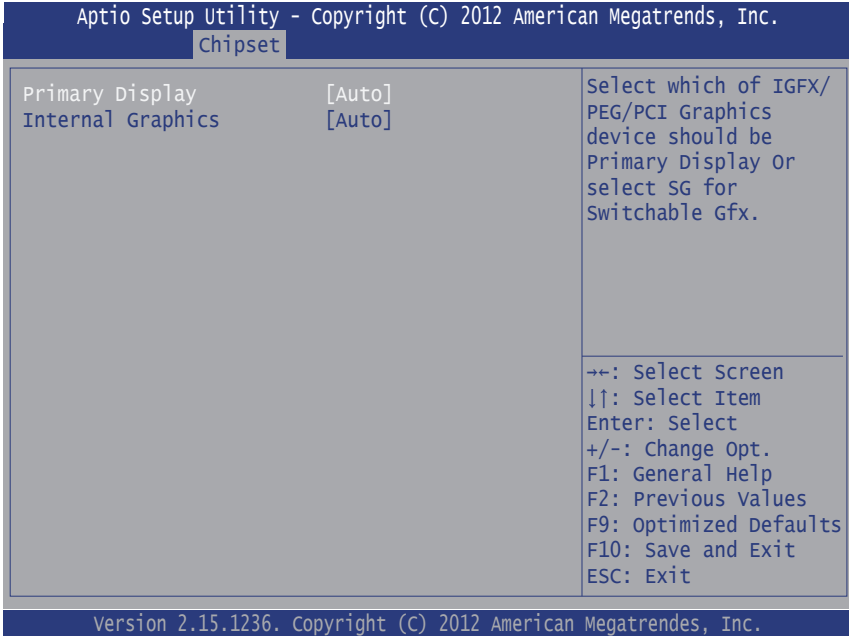 Aptio Setup Utility - Copyright (C) 2012 American Megatrends, Inc.
Chipset
Primary Display [Auto]
Internal Graphics [Auto]
Select which of IGFX/
PEG/PCI Graphics
device should be
Primary Display Or
select SG for
Switchable Gfx.
→←: Select Screen
↓↑: Select Item
Enter: Select
+/-: Change Opt.
F1: General Help
F2: Previous Values
F9: Optimized Defaults
F10: Save and Exit
ESC: Exit
Version 2.15.1236. Copyright (C) 2012 American Megatrendes, Inc.